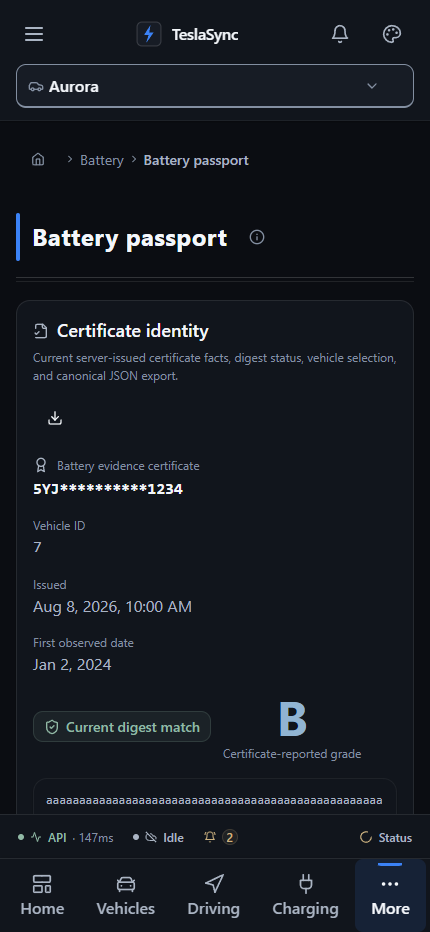 TeslaSync
Aurora
Battery
Battery passport
Battery passport
Certificate identity
Current server-issued certificate facts, digest status, vehicle selection,
and canonical JSON export.
Battery evidence certificate
5YJ**********1234
Vehicle ID
7
Issued
Aug 8, 2026, 10:00 AM
First observed date
Jan 2, 2024
Current digest match
B
Certificate-reported grade
aaaaaaaaaaaaaaaaaaaaaaaaaaaaaaaaaaaaaaaaaaaaaaaaaaa
API · 147ms
Idle
2
Status
Home
Vehicles
Driving
Charging
More